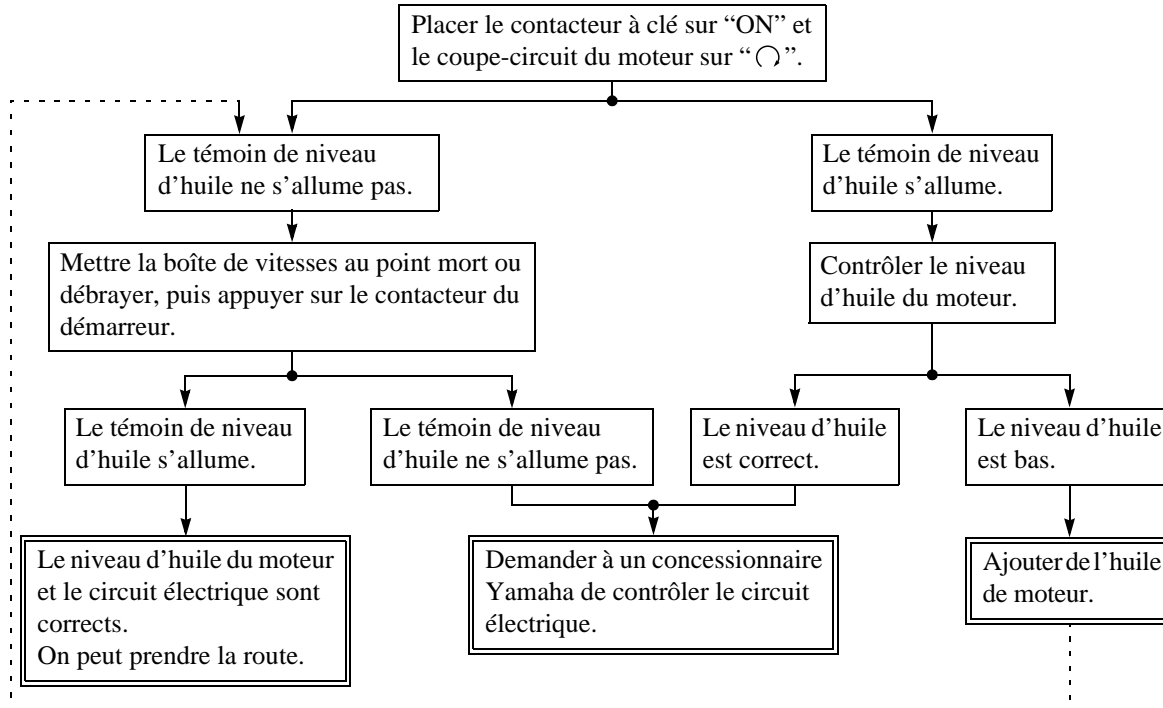 Placer le contacteur à clé sur “ON” et
le coupe-circuit du moteur sur “ ”.
Le témoin de niveau
d’huile ne s’allume pas.
Le témoin de niveau
d’huile s’allume.
Mettre la boîte de vitesses au point mort ou
débrayer, puis appuyer sur le contacteur du
démarreur.
Contrôler le niveau
d’huile du moteur.
Le témoin de niveau
d’huile s’allume.
Le témoin de niveau
d’huile ne s’allume pas.
Le niveau d’huile
est correct.
Le niveau d’huile
est bas.
Le niveau d’huile du moteur
et le circuit électrique sont
corrects.
On peut prendre la route.
Demander à un concessionnaire
Yamaha de contrôler le circuit
électrique.
Ajouter de l’huile
de moteur.